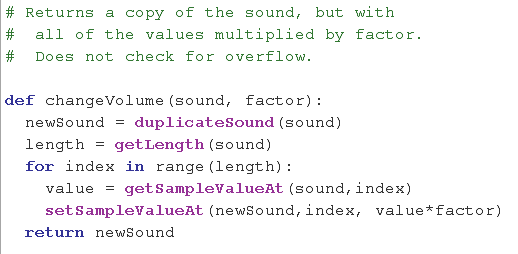 # Returns a copy of the sound, but with
#  all of the values multiplied by factor.
#  Does not check for overflow.

def changeVolume(sound, factor):
  newSound = duplicateSound(sound)
  length = getLength(sound)
  for index in range(length):
    value = getSampleValueAt(sound,index)
    setSampleValueAt(newSound,index, value*factor)
  return newSound